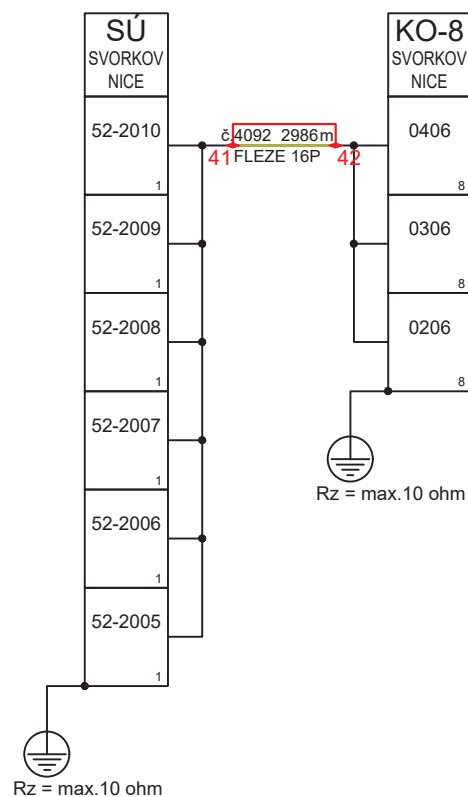 SÚ
SVORKOV
NICE
52-2010
1
52-2009
1
52-2008
1
52-2007
1
52-2006
1
52-2005
1
Rz = max.10 ohm
č.4092 2986m
41 FLEZE 16P 42
KO-8
SVORKOV
NICE
0406
8
0306
8
0206
8
Rz = max.10 ohm